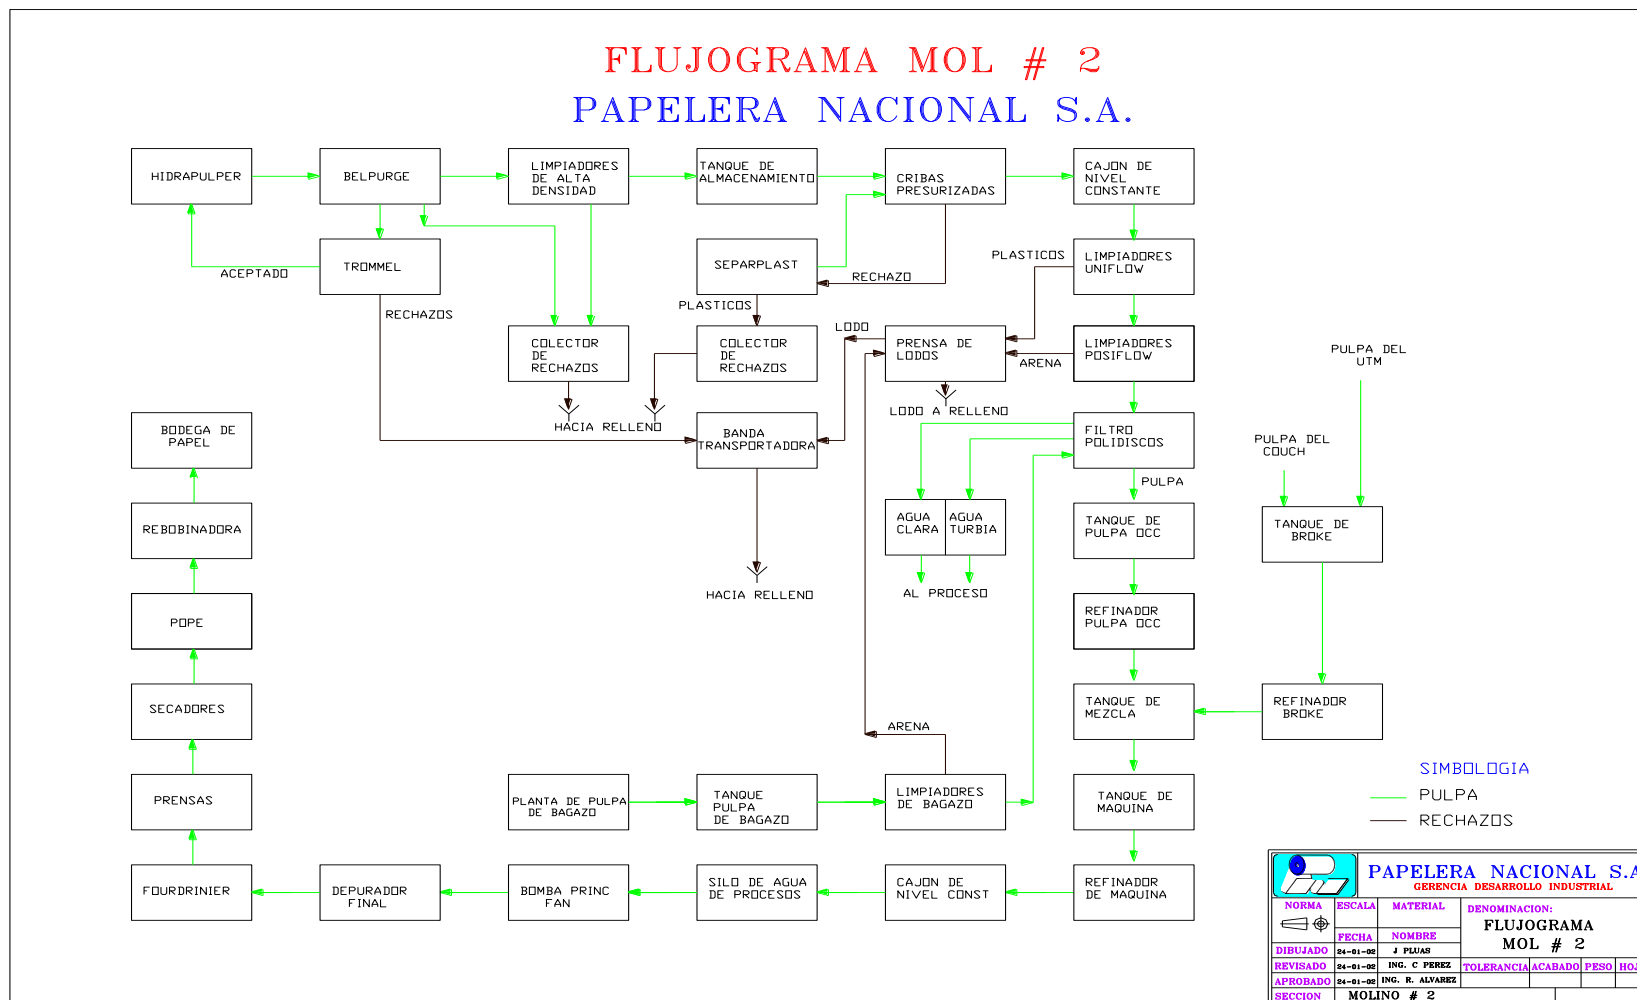 FLUJOGRAMA MOL # 2
PAPELERA NACIONAL S.A.
HIDRAPULPER
BELPURGE
LIMPIADORES
DE ALTA
DENSIDAD
TANQUE DE
ALMACENAMIENTO
CRIBAS
PRESURIZADAS
CAJON DE
NIVEL
CONSTANTE
ACEPTADO
TROMMEL
SEPARPLAST
RECHAZO
PLASTICOS
LIMPIADORES
UNIFLOW
RECHAZOS
PLASTICOS
COLECTOR
DE
RECHAZOS
COLECTOR
DE
RECHAZOS
LODO
PRENSA DE
LODOS
ARENA
LIMPIADORES
POSIFLOW
PULPA DEL
UTM
HACIA RELLENO
LODO A RELLENO
BODEGA DE
PAPEL
BANDA
TRANSPORTADORA
FILTRO
POLIDISCOS
PULPA DEL
COUCH
PULPA
REBOBINADORA
AGUA
CLARA
AGUA
TURBIA
TANQUE DE
PULPA OCC
TANQUE DE
BROKE
HACIA RELLENO
AL PROCESO
POPE
REFINADOR
PULPA OCC
SECADORES
TANQUE DE
MEZCLA
REFINADOR
BROKE
ARENA
PRENSAS
PLANTA DE PULPA
DE BAGAZO
TANQUE
PULPA
DE BAGAZO
LIMPIADORES
DE BAGAZO
TANQUE DE
MAQUINA
SIMBOLOGIA
PULPA
RECHAZOS
FOURDRINIER
DEPURADOR
FINAL
BOMBA PRINC
FAN
SILO DE AGUA
DE PROCESOS
CAJON DE
NIVEL CONST
REFINADOR
DE MAQUINA
PAPELERA NACIONAL S.A
GERENCIA DESARROLLO INDUSTRIAL
NORMA ESCALA MATERIAL DENOMINACION:
FLUJOGRAMA
MOL # 2
FECHA NOMBRE
DIBUJADO 24-01-02 J PLUAS
REVISADO 24-01-02 ING. C PEREZ TOLERANCIA ACABADO PESO HOJ
APROBADO 24-01-02 ING. R. ALVAREZ
SECCION MOLINO # 2